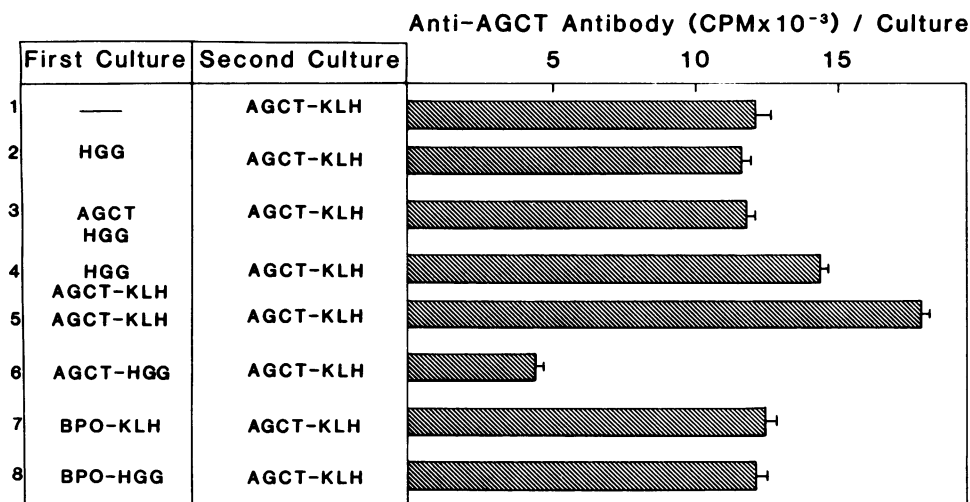 Anti-AGCT Antibody (CPMx10⁻³) / Culture
First Culture Second Culture 5 10 15
1 —— AGCT-KLH
2 HGG AGCT-KLH
3 AGCT AGCT-KLH
HGG
4 HGG AGCT-KLH
AGCT-KLH
5 AGCT-KLH AGCT-KLH
6 AGCT-HGG AGCT-KLH
7 BPO-KLH AGCT-KLH
8 BPO-HGG AGCT-KLH